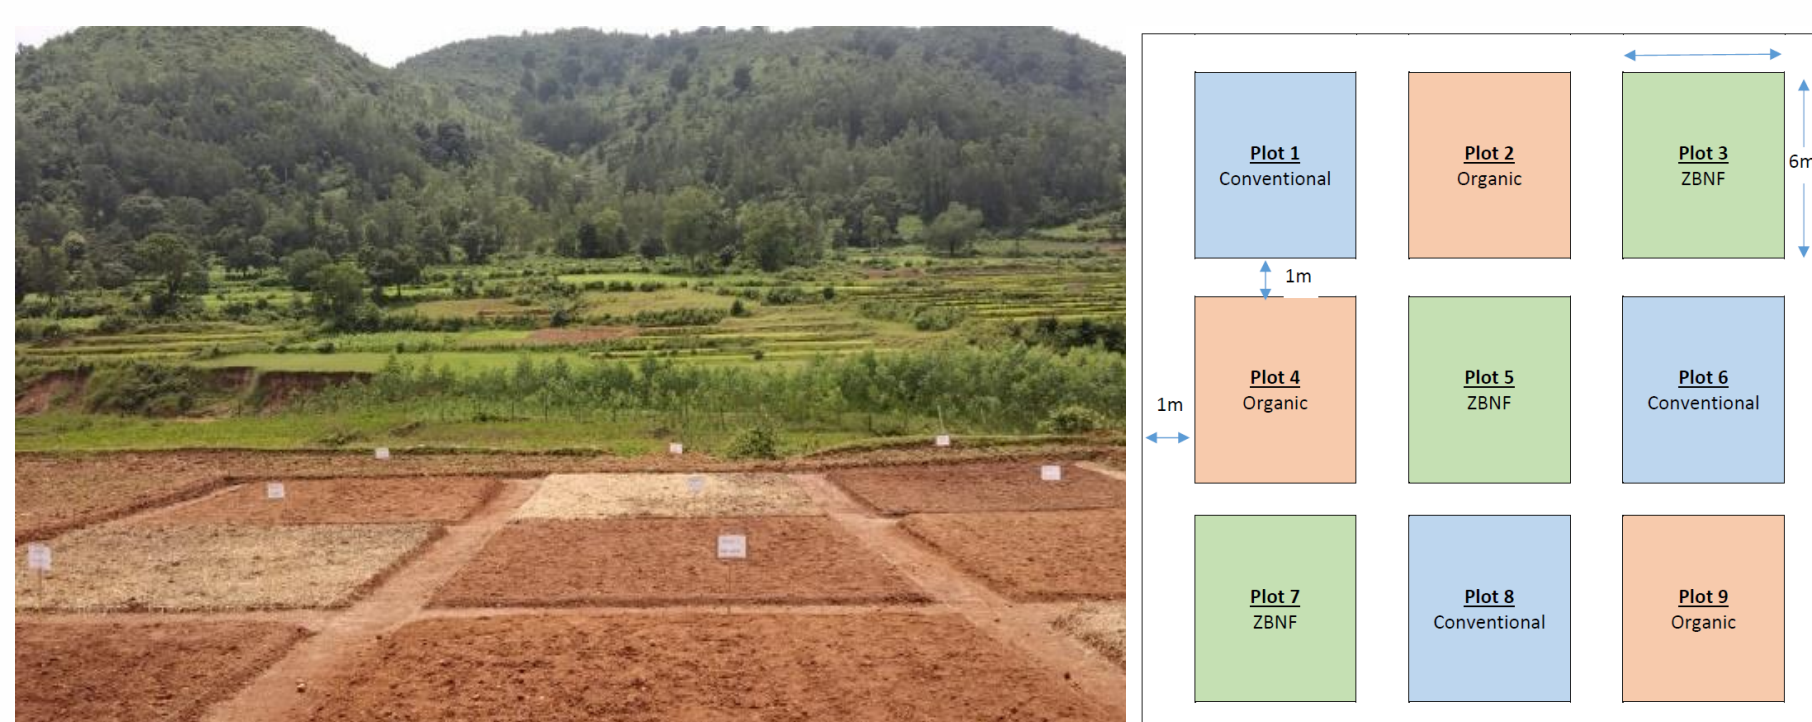 Plot 1
Conventional
Plot 2
Organic
Plot 3
ZBNF
6m
1m
Plot 4
Organic
Plot 5
ZBNF
Plot 6
Conventional
1m
Plot 7
ZBNF
Plot 8
Conventional
Plot 9
Organic